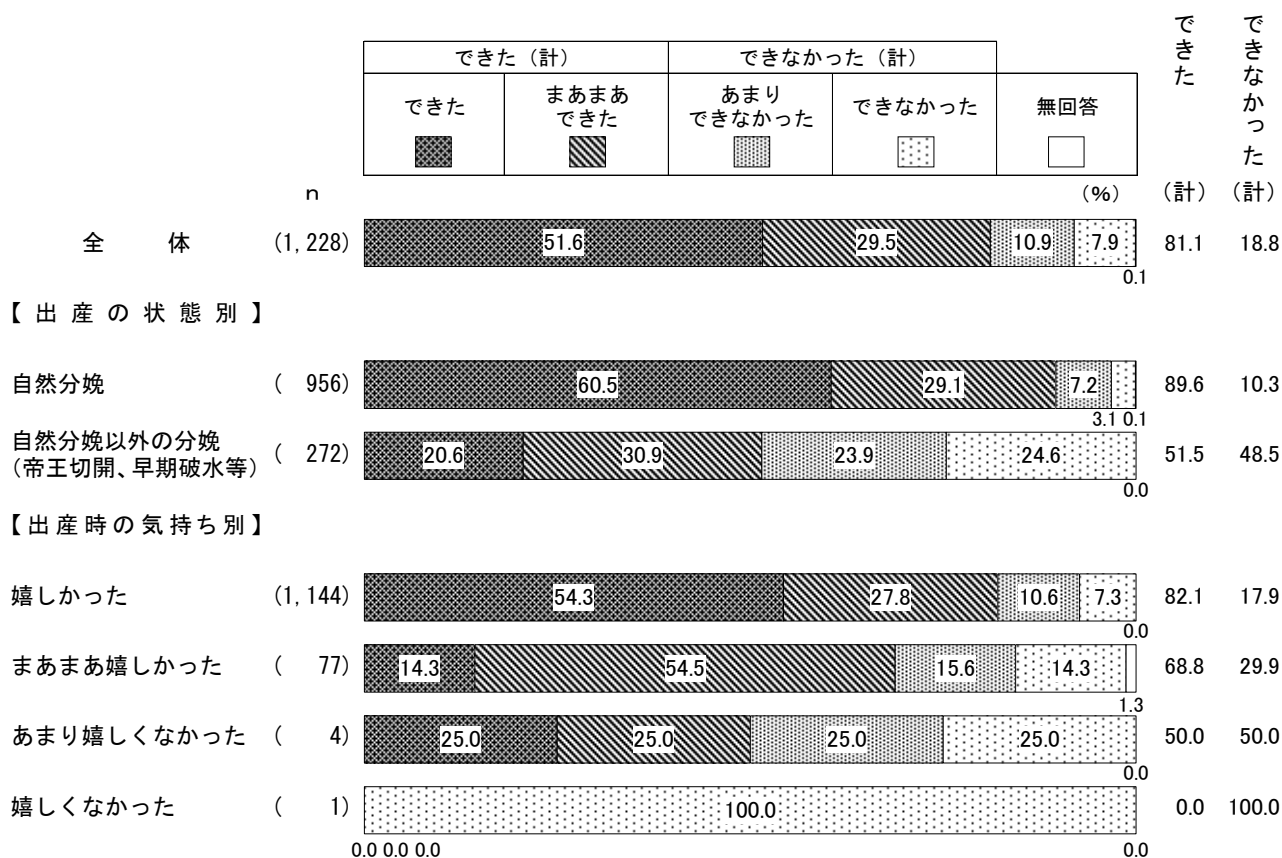 できた（計） できなかった（計）
できた まあまあ できた あまり できなかった できなかった 無回答
できた（計） できなかった（計）
n (%)
全 体 (1,228) 51.6 29.5 10.9 7.9 81.1 18.8
0.1
【出産の状態別】
自然分娩 ( 956) 60.5 29.1 7.2 89.6 10.3
3.1 0.1
自然分娩以外の分娩
（帝王切開、早期破水等） ( 272) 20.6 30.9 23.9 24.6 51.5 48.5
0.0
【出産時の気持ち別】
嬉しかった (1,144) 54.3 27.8 10.6 7.3 82.1 17.9
0.0
まあまあ嬉しかった ( 77) 14.3 54.5 15.6 14.3 68.8 29.9
1.3
あまり嬉しくなかった ( 4) 25.0 25.0 25.0 25.0 50.0 50.0
0.0
嬉しくなかった ( 1) 100.0 0.0 100.0
0.0 0.0 0.0 0.0